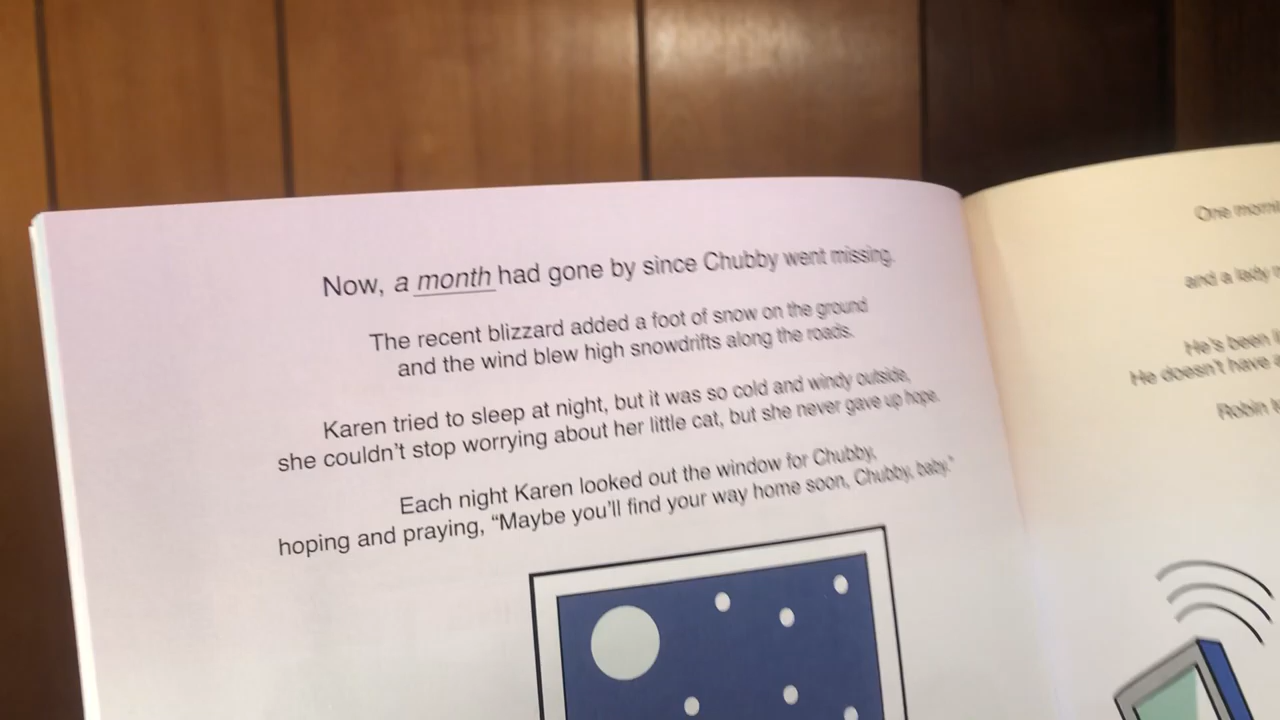 Now, a month had gone by since Chubby went missing.
The recent blizzard added a foot of snow on the ground
and the wind blew high snowdrifts along the roads.
Karen tried to sleep at night, but it was so cold and windy outside,
she couldn't stop worrying about her little cat, but she never gave up hope.
Each night Karen looked out the window for Chubby,
hoping and praying, “Maybe you'll find your way home soon, Chubby, baby.”
One
and a lady
He's been
He doesn't have
Robin